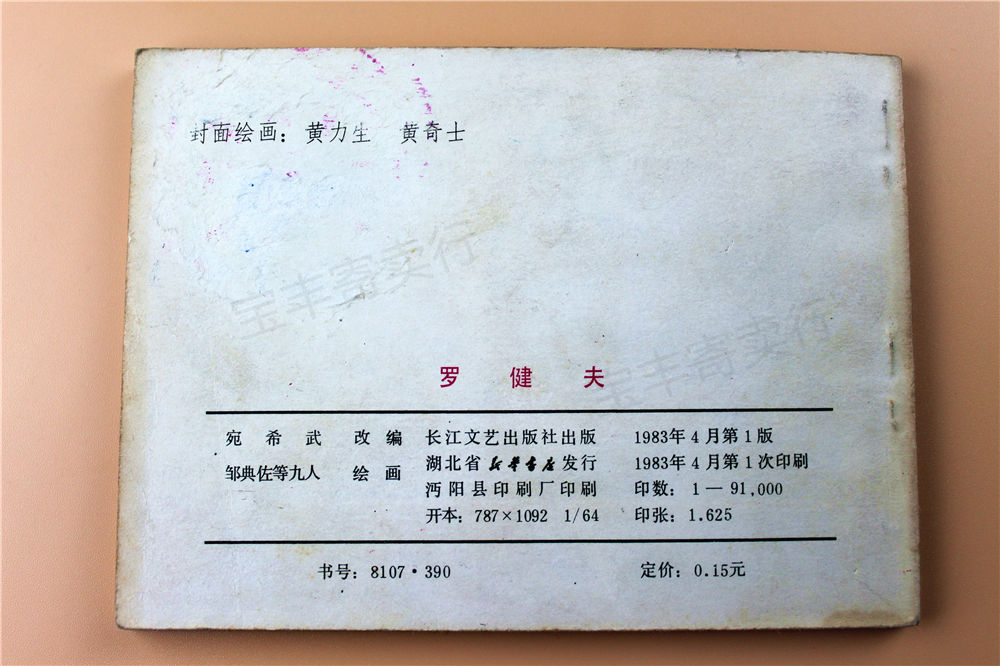 封面绘画：黄力生 黄奇士
宝丰寄卖行
宝丰寄卖行
罗 健 夫
宛 希 武 改 编 长江文艺出版社出版 1983年4月第1版
邹典佐等九人 绘 画 湖北省新华书店发行 1983年4月第1次印刷
沔阳县印刷厂印刷 印数：1—91,000
开本：787×1092 1/64 印张：1.625
书号：8107·390 定价：0.15元